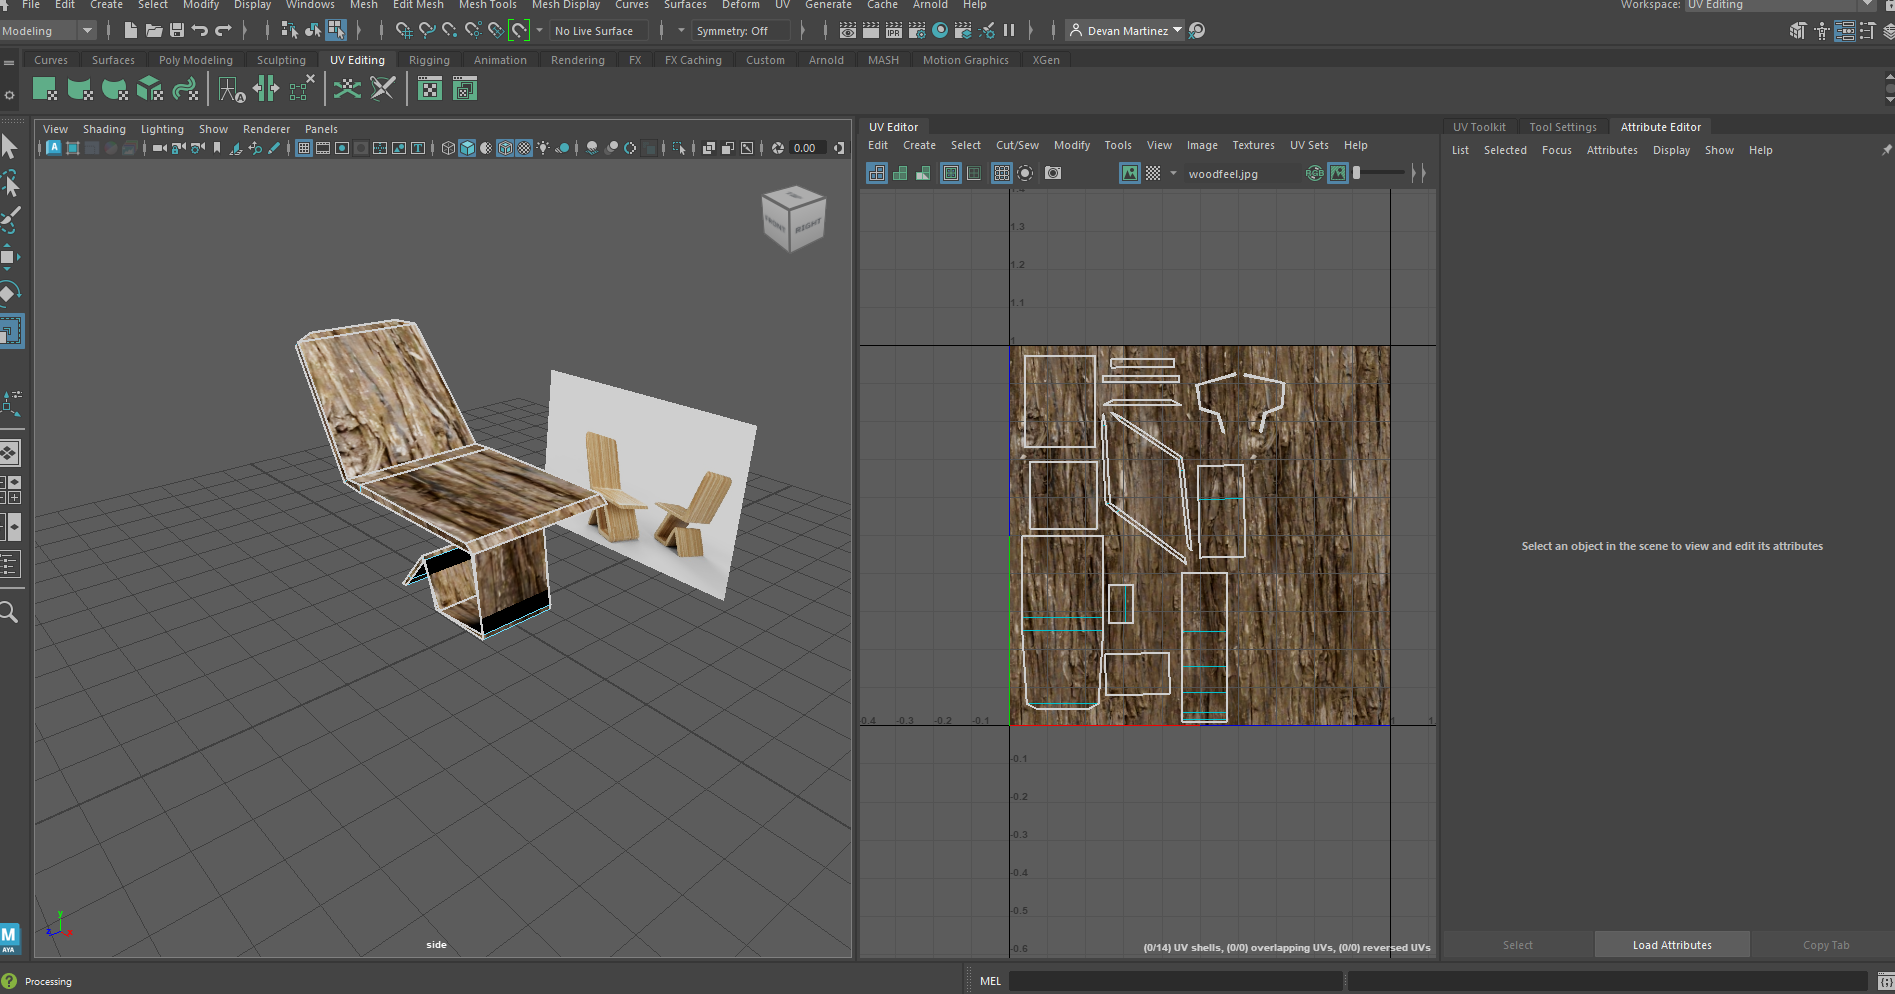 File Edit Create Select Modify Display Windows Mesh Edit Mesh Mesh Tools Mesh Display Curves Surfaces Deform UV Generate Cache Arnold Help Workspace: UV Editing
Modeling No Live Surface Symmetry: Off IPR Devan Martinez
Curves Surfaces Poly Modeling Sculpting UV Editing Rigging Animation Rendering FX FX Caching Custom Arnold MASH Motion Graphics XGen
View Shading Lighting Show Renderer Panels
0.00
FRONT RIGHT
side
UV Editor
Edit Create Select Cut/Sew Modify Tools View Image Textures UV Sets Help
woodfeel.jpg RGB
1.4
1.3
1.2
1.1
1
0.4 -0.3 -0.2 -0.1 1 1.
-0.1
-0.2
-0.3
-0.4
-0.5
-0.6
(0/14) UV shells, (0/0) overlapping UVs, (0/0) reversed UVs
UV Toolkit Tool Settings Attribute Editor
List Selected Focus Attributes Display Show Help
Select an object in the scene to view and edit its attributes
Select Load Attributes Copy Tab
y
z x
M
AYA
Processing MEL